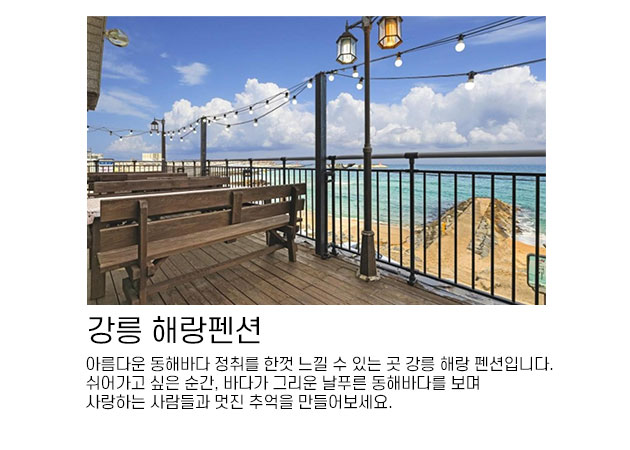 강릉 해랑펜션
아름다운 동해바다 정취를 한껏 느낄 수 있는 곳 강릉 해랑 펜션입니다.
쉬어가고 싶은 순간, 바다가 그리운 날푸른 동해바다를 보며
사랑하는 사람들과 멋진 추억을 만들어보세요.